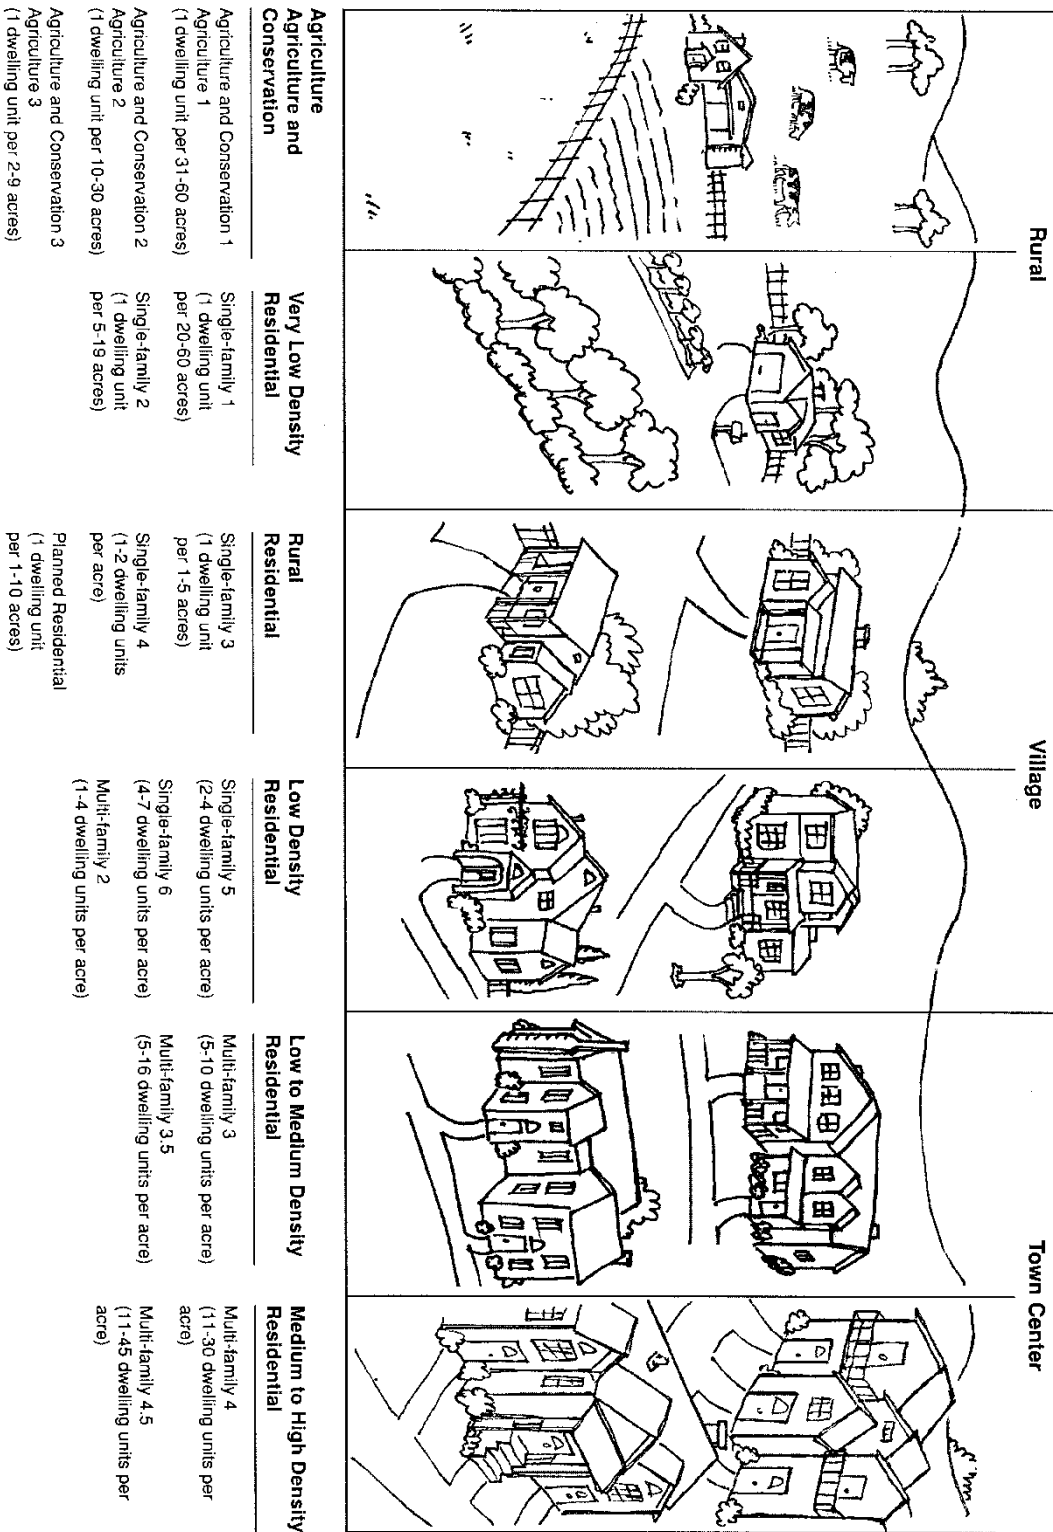 Rural
Village
Town Center
Agriculture
Agriculture and
Conservation
Agriculture and Conservation 1
Agriculture 1
(1 dwelling unit per 31-60 acres)
Agriculture and Conservation 2
Agriculture 2
(1 dwelling unit per 10-30 acres)
Agriculture and Conservation 3
Agriculture 3
(1 dwelling unit per 2-9 acres)
Very Low Density
Residential
Single-family 1
(1 dwelling unit
per 20-60 acres)
Single-family 2
(1 dwelling unit
per 5-19 acres)
Rural
Residential
Single-family 3
(1 dwelling unit
per 1-5 acres)
Single-family 4
(1-2 dwelling units
per acre)
Planned Residential
(1 dwelling unit
per 1-10 acres)
Low Density
Residential
Single-family 5
(2-4 dwelling units per acre)
Single-family 6
(4-7 dwelling units per acre)
Multi-family 2
(1-4 dwelling units per acre)
Low to Medium Density
Residential
Multi-family 3
(5-10 dwelling units per acre)
Multi-family 3.5
(5-16 dwelling units per acre)
Medium to High Density
Residential
Multi-family 4
(11-30 dwelling units per
acre)
Multi-family 4.5
(11-45 dwelling units per
acre)